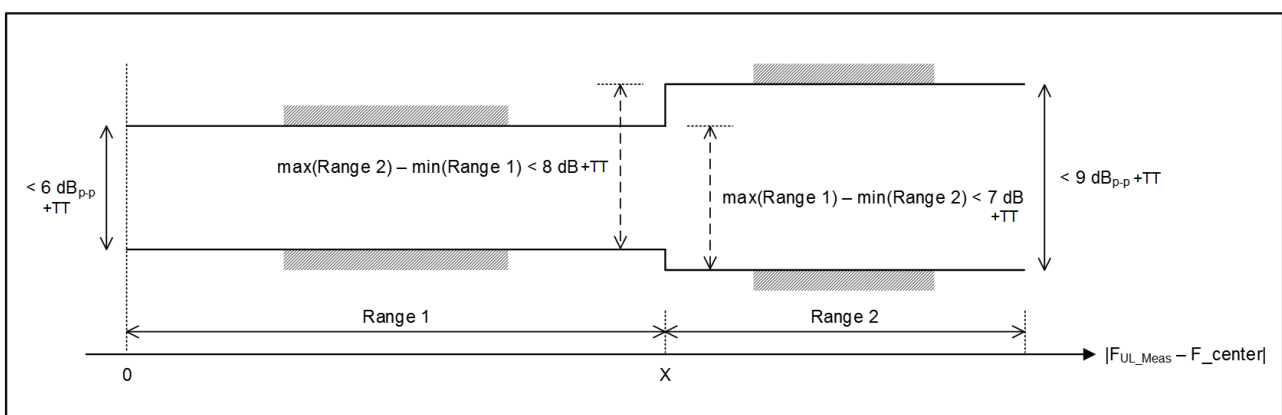 max(Range 2) – min(Range 1) < 8 dB +TT
< 6 dBp-p
+TT
max(Range 1) – min(Range 2) < 7 dB
+TT
< 9 dBp-p +TT
Range 1
Range 2
|FUL_Meas – F_center|
0
X